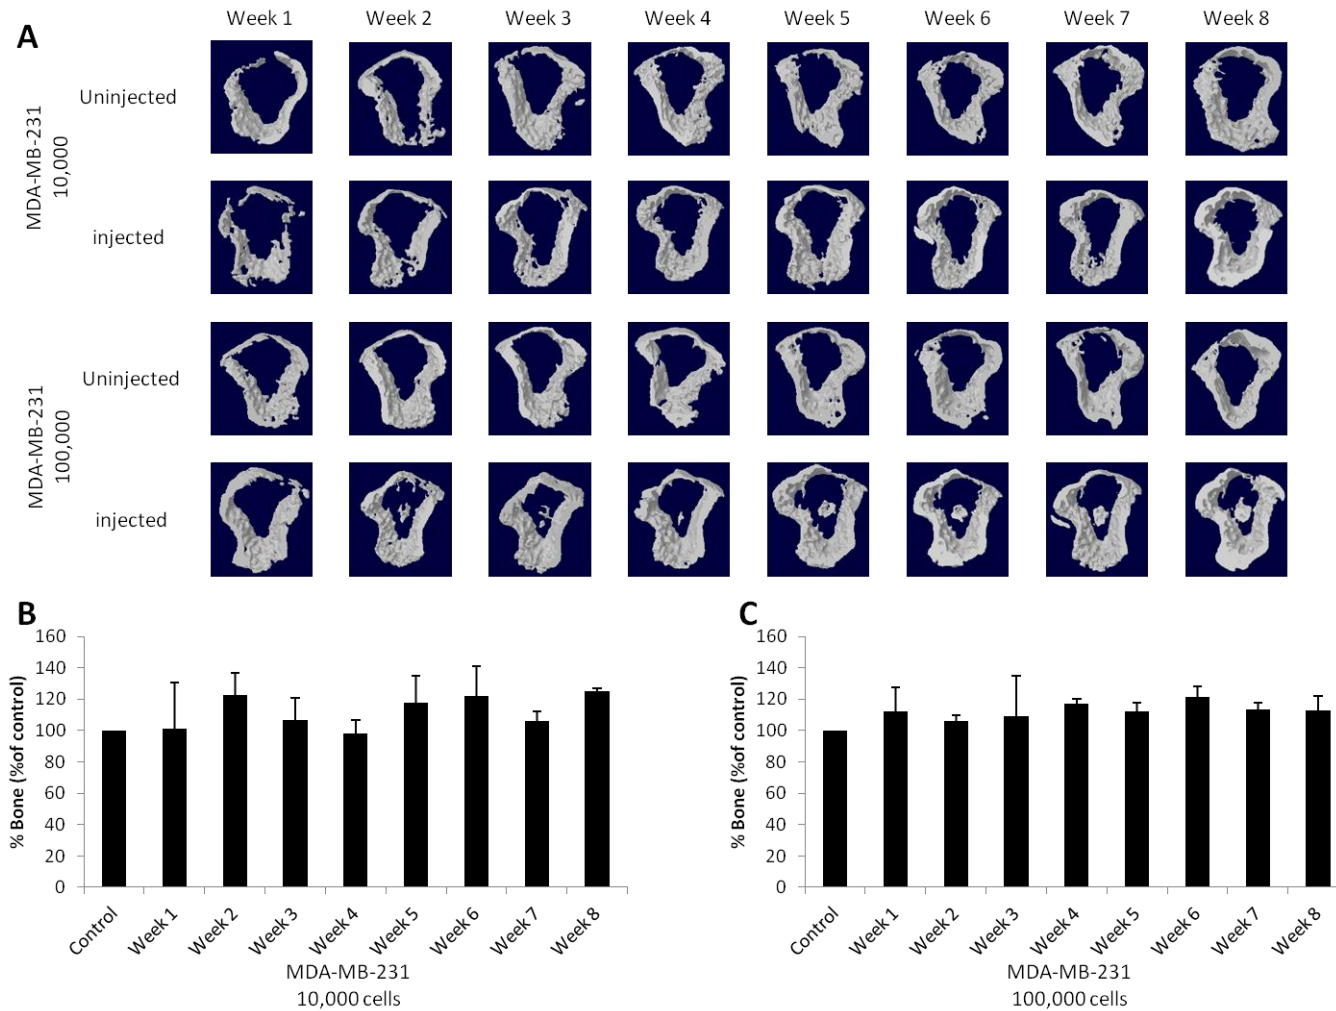 A
Week 1 Week 2 Week 3 Week 4 Week 5 Week 6 Week 7 Week 8
MDA-MB-231
10,000
Uninjected
injected
MDA-MB-231
100,000
Uninjected
injected
B
% Bone (%of control)
160
140
120
100
80
60
40
20
0
Control Week 1 Week 2 Week 3 Week 4 Week 5 Week 6 Week 7 Week 8
MDA-MB-231
10,000 cells
C
% Bone (%of control)
160
140
120
100
80
60
40
20
0
Control Week 1 Week 2 Week 3 Week 4 Week 5 Week 6 Week 7 Week 8
MDA-MB-231
100,000 cells